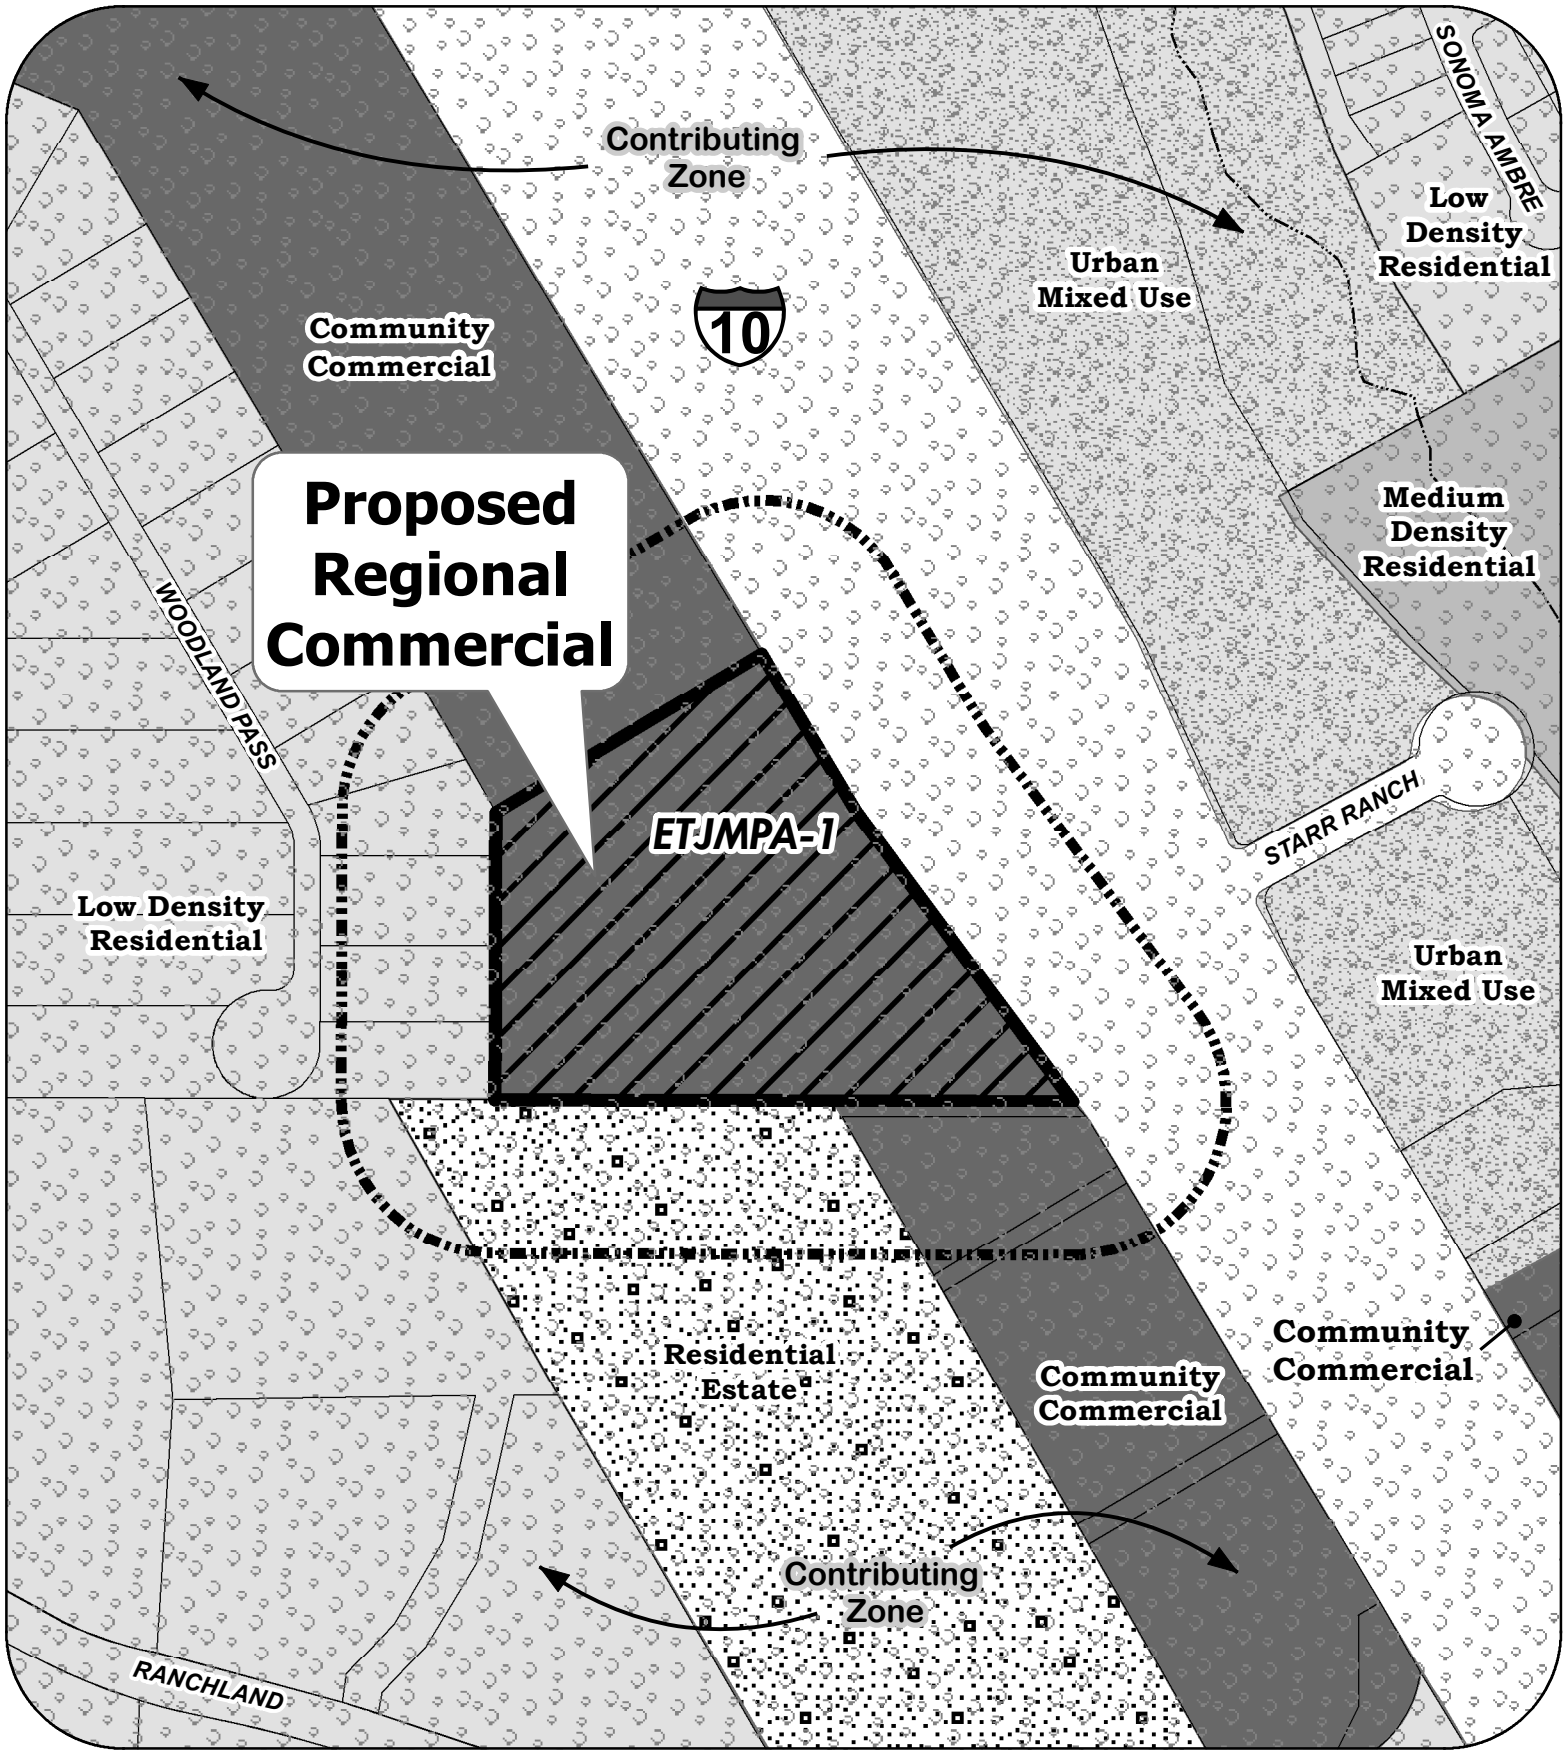 SONOMA AMBRE
Contributing
Zone
Low
Density
Residential
Urban
Mixed Use
10
Community
Commercial
Proposed
Regional
Commercial
Medium
Density
Residential
WOODLAND PASS
ETJMPA-1
STARR RANCH
Low Density
Residential
Urban
Mixed Use
Community
Commercial
Residential
Estate
Community
Commercial
Contributing
Zone
RANCHLAND